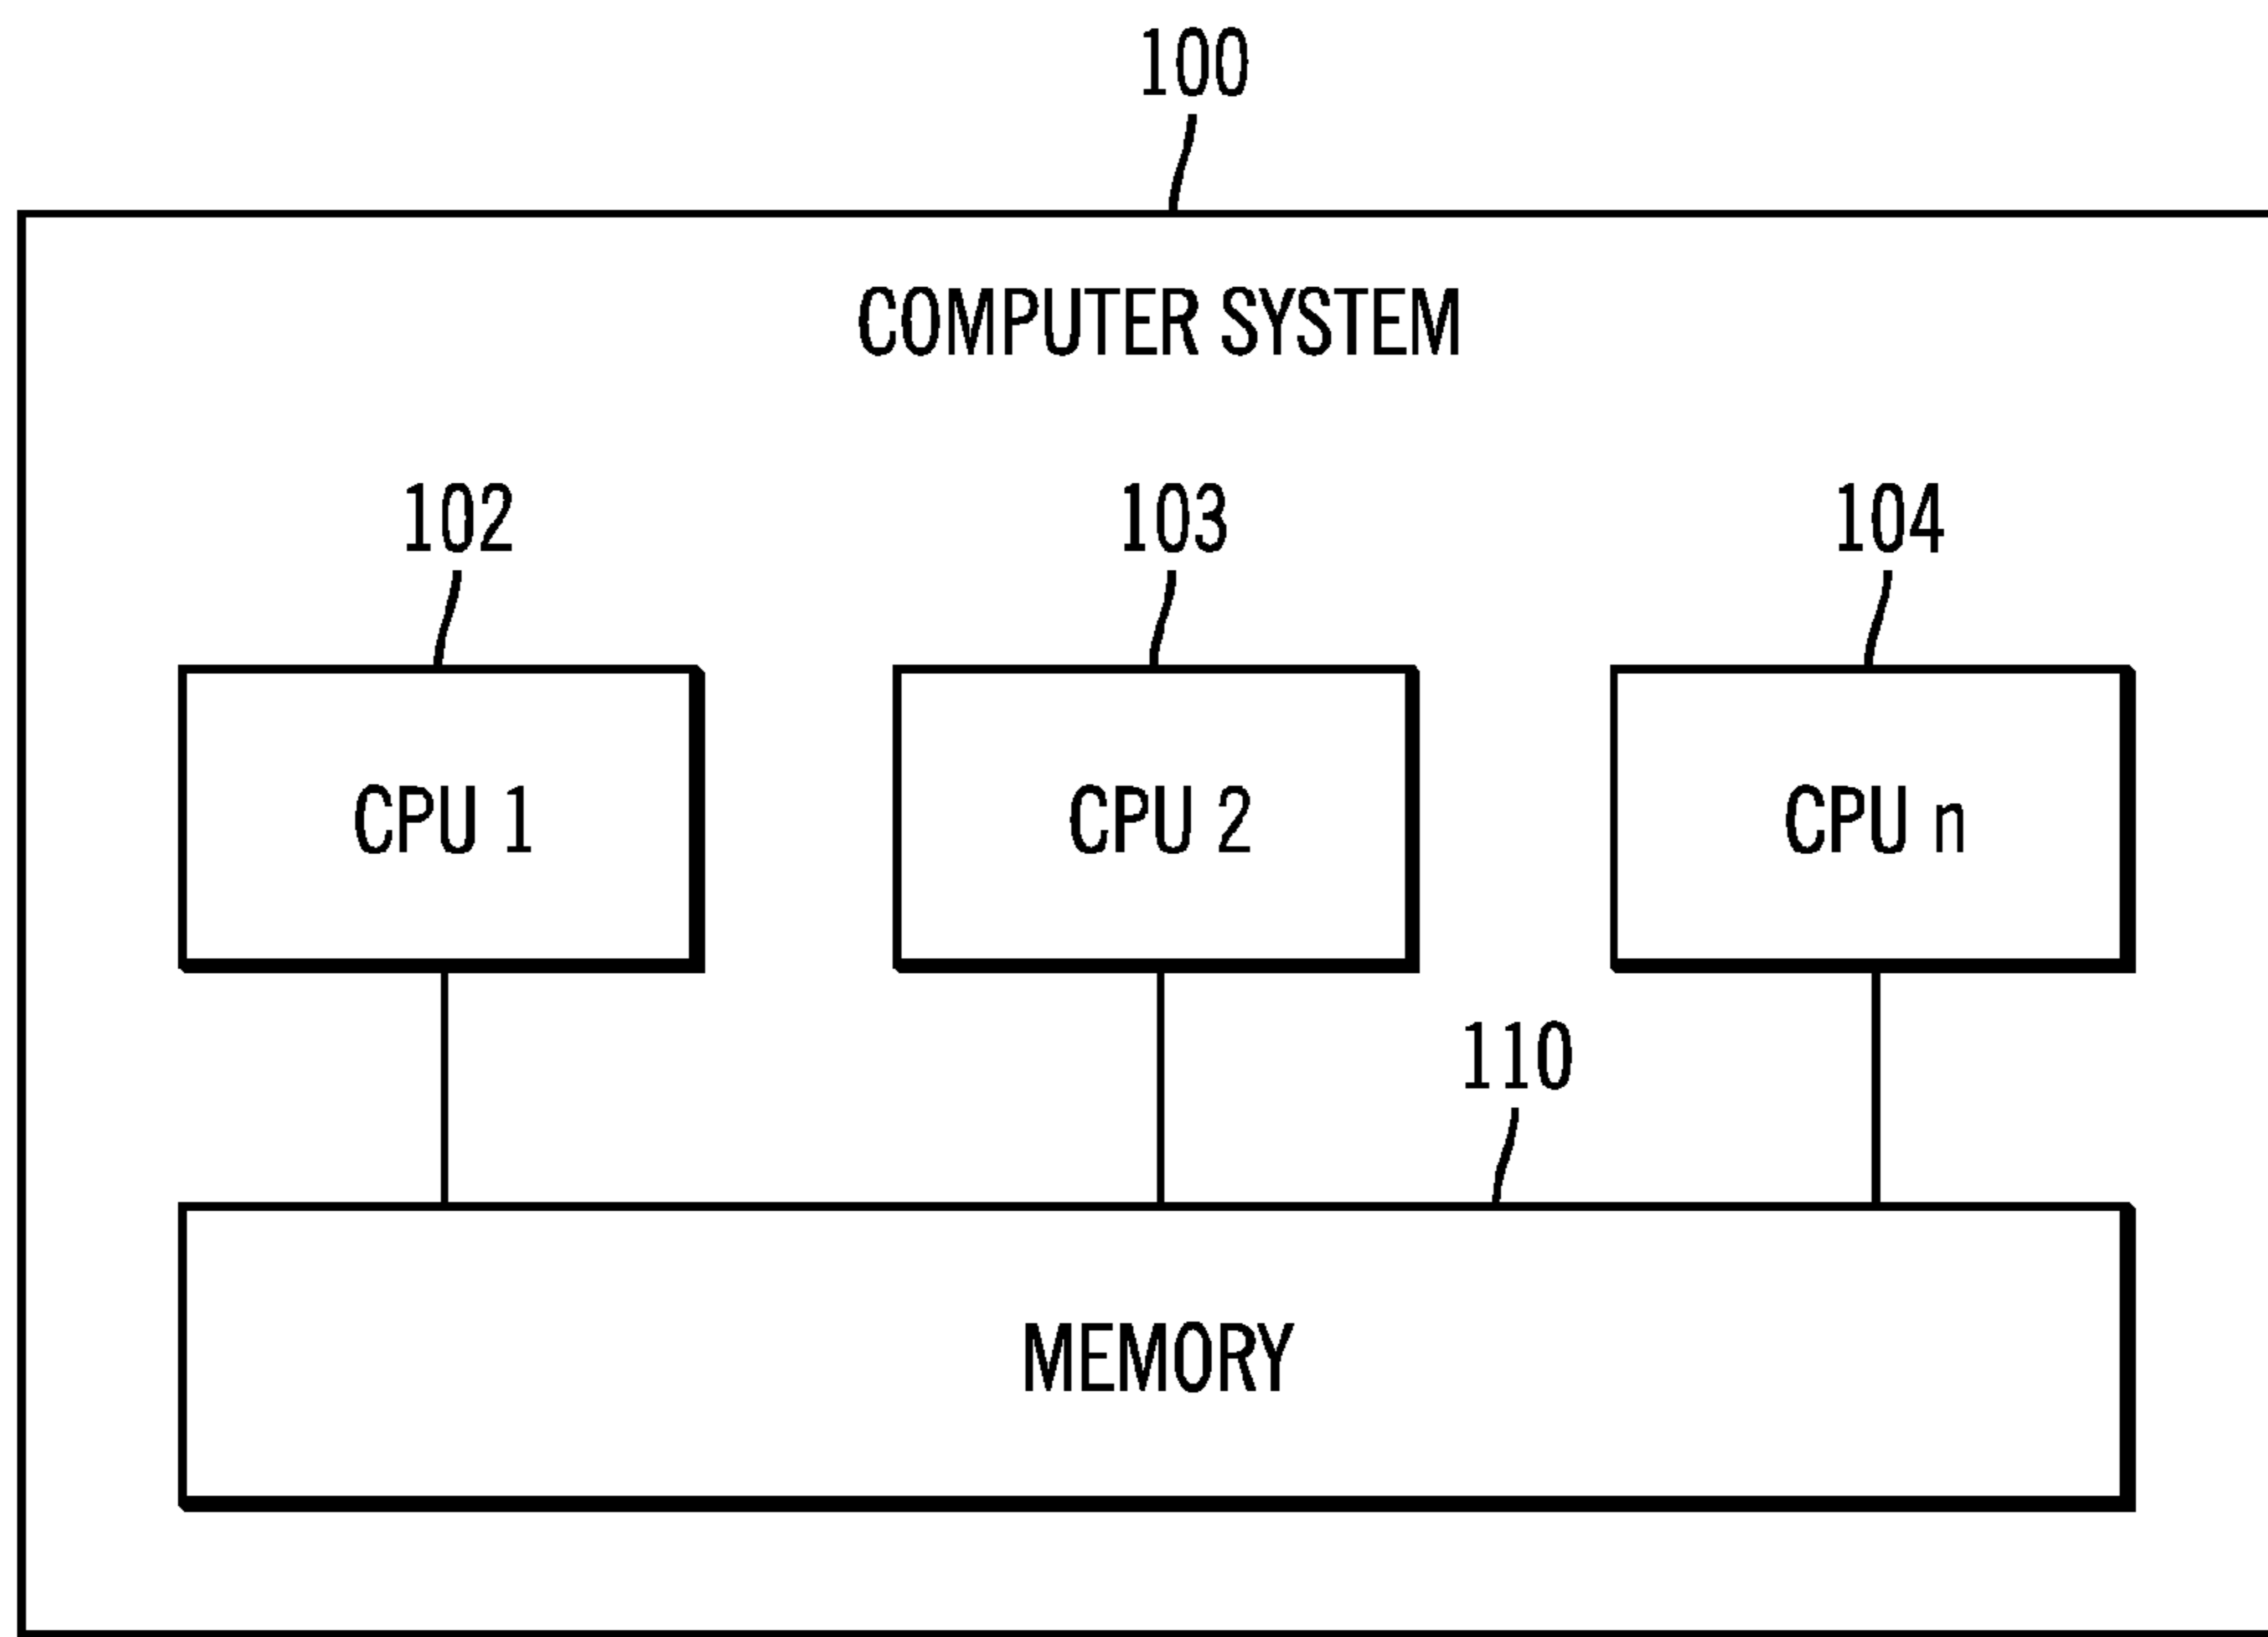 100
COMPUTER SYSTEM
102
103
104
CPU 1
CPU 2
CPU n
110
MEMORY